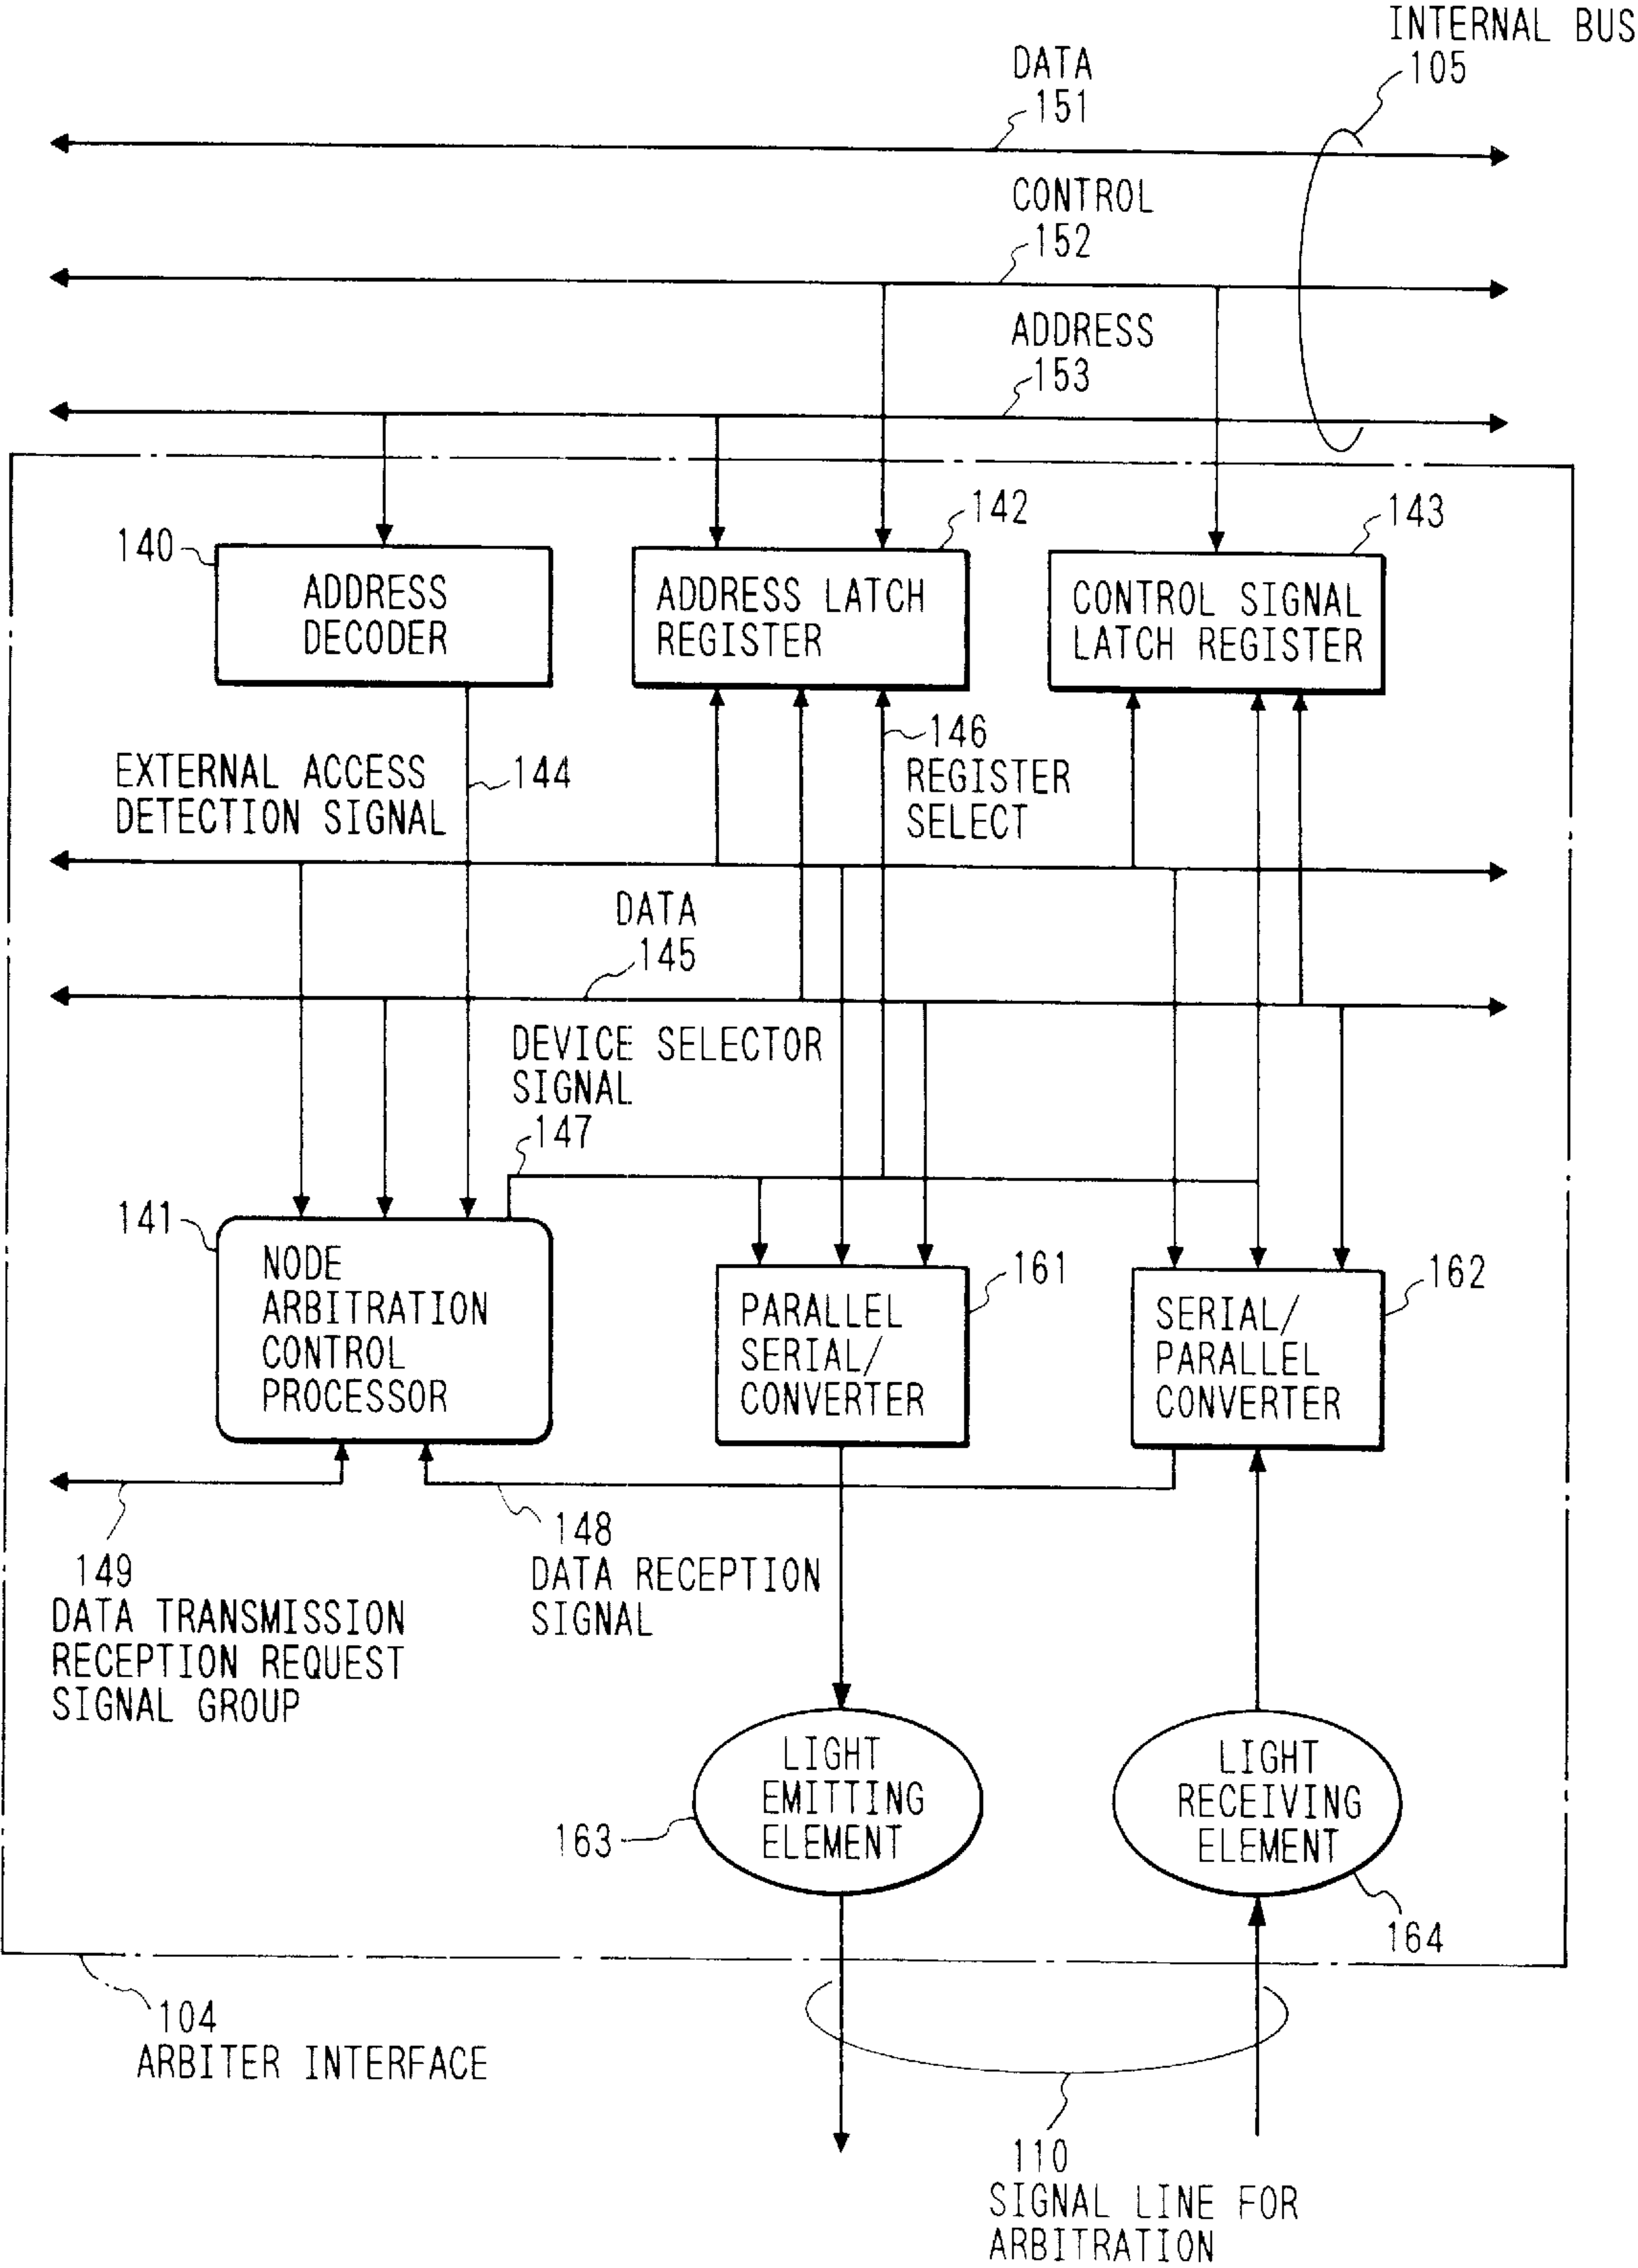 INTERNAL BUS
105
DATA
151
CONTROL
152
ADDRESS
153
140
ADDRESS
DECODER
142
ADDRESS LATCH
REGISTER
143
CONTROL SIGNAL
LATCH REGISTER
EXTERNAL ACCESS
DETECTION SIGNAL
144
146
REGISTER
SELECT
DATA
145
DEVICE SELECTOR
SIGNAL
147
141
NODE
ARBITRATION
CONTROL
PROCESSOR
161
PARALLEL
SERIAL/
CONVERTER
162
SERIAL/
PARALLEL
CONVERTER
149
DATA TRANSMISSION
RECEPTION REQUEST
SIGNAL GROUP
148
DATA RECEPTION
SIGNAL
LIGHT
EMITTING
ELEMENT
163
LIGHT
RECEIVING
ELEMENT
164
104
ARBITER INTERFACE
110
SIGNAL LINE FOR
ARBITRATION